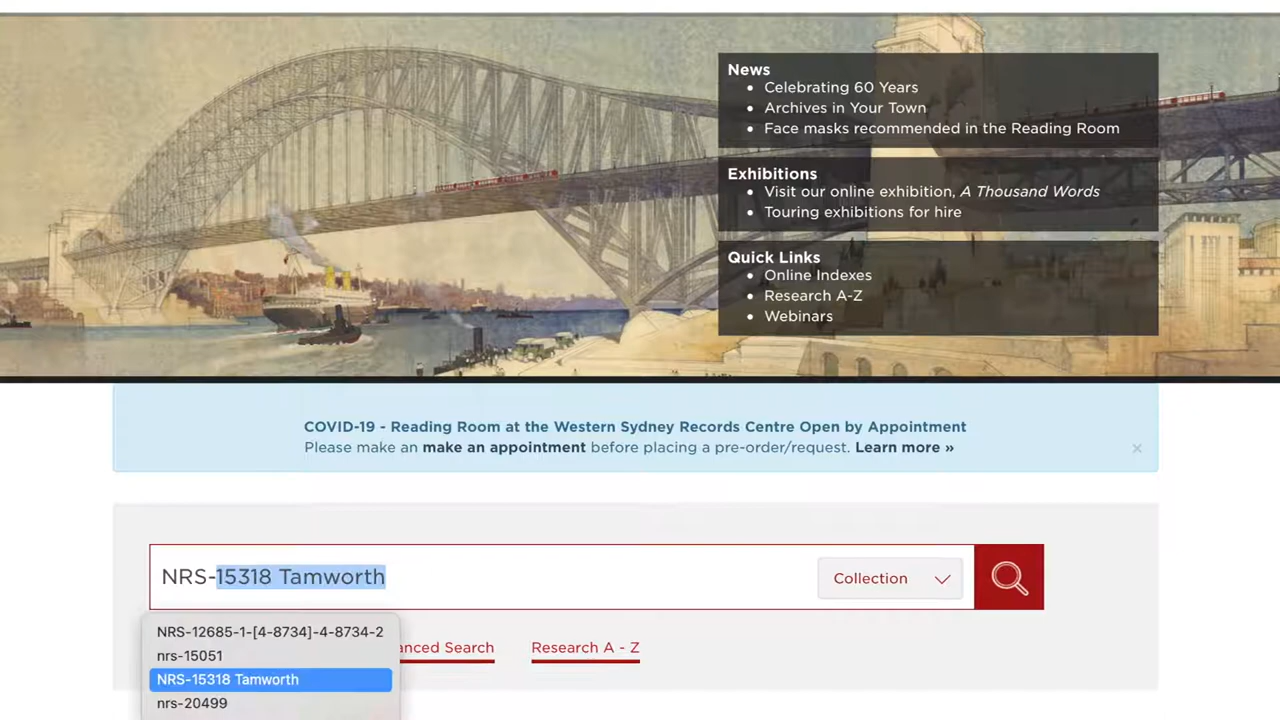 News
Celebrating 60 Years
Archives in Your Town
Face masks recommended in the Reading Room
Exhibitions
Visit our online exhibition, A Thousand Words
Touring exhibitions for hire
Quick Links
Online Indexes
Research A-Z
Webinars
COVID-19 - Reading Room at the Western Sydney Records Centre Open by Appointment
Please make an make an appointment before placing a pre-order/request. Learn more »
×
NRS-15318 Tamworth
Collection
NRS-12685-1-[4-8734]-4-8734-2
nrs-15051
NRS-15318 Tamworth
nrs-20499
anced Search
Research A - Z